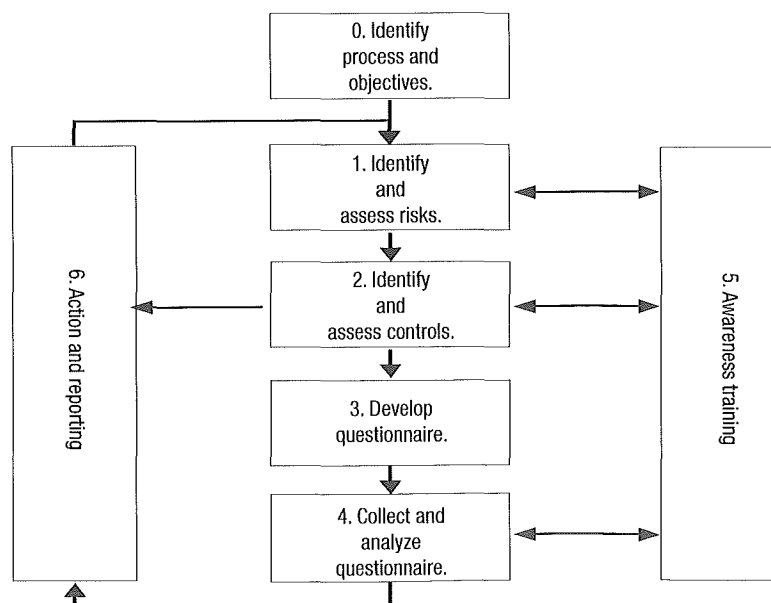 0. Identify
process and
objectives.
1. Identify
and
assess risks.
2. Identify
and
assess controls.
3. Develop
questionnaire.
4. Collect and
analyze
questionnaire.
6. Action and reporting
5. Awareness training